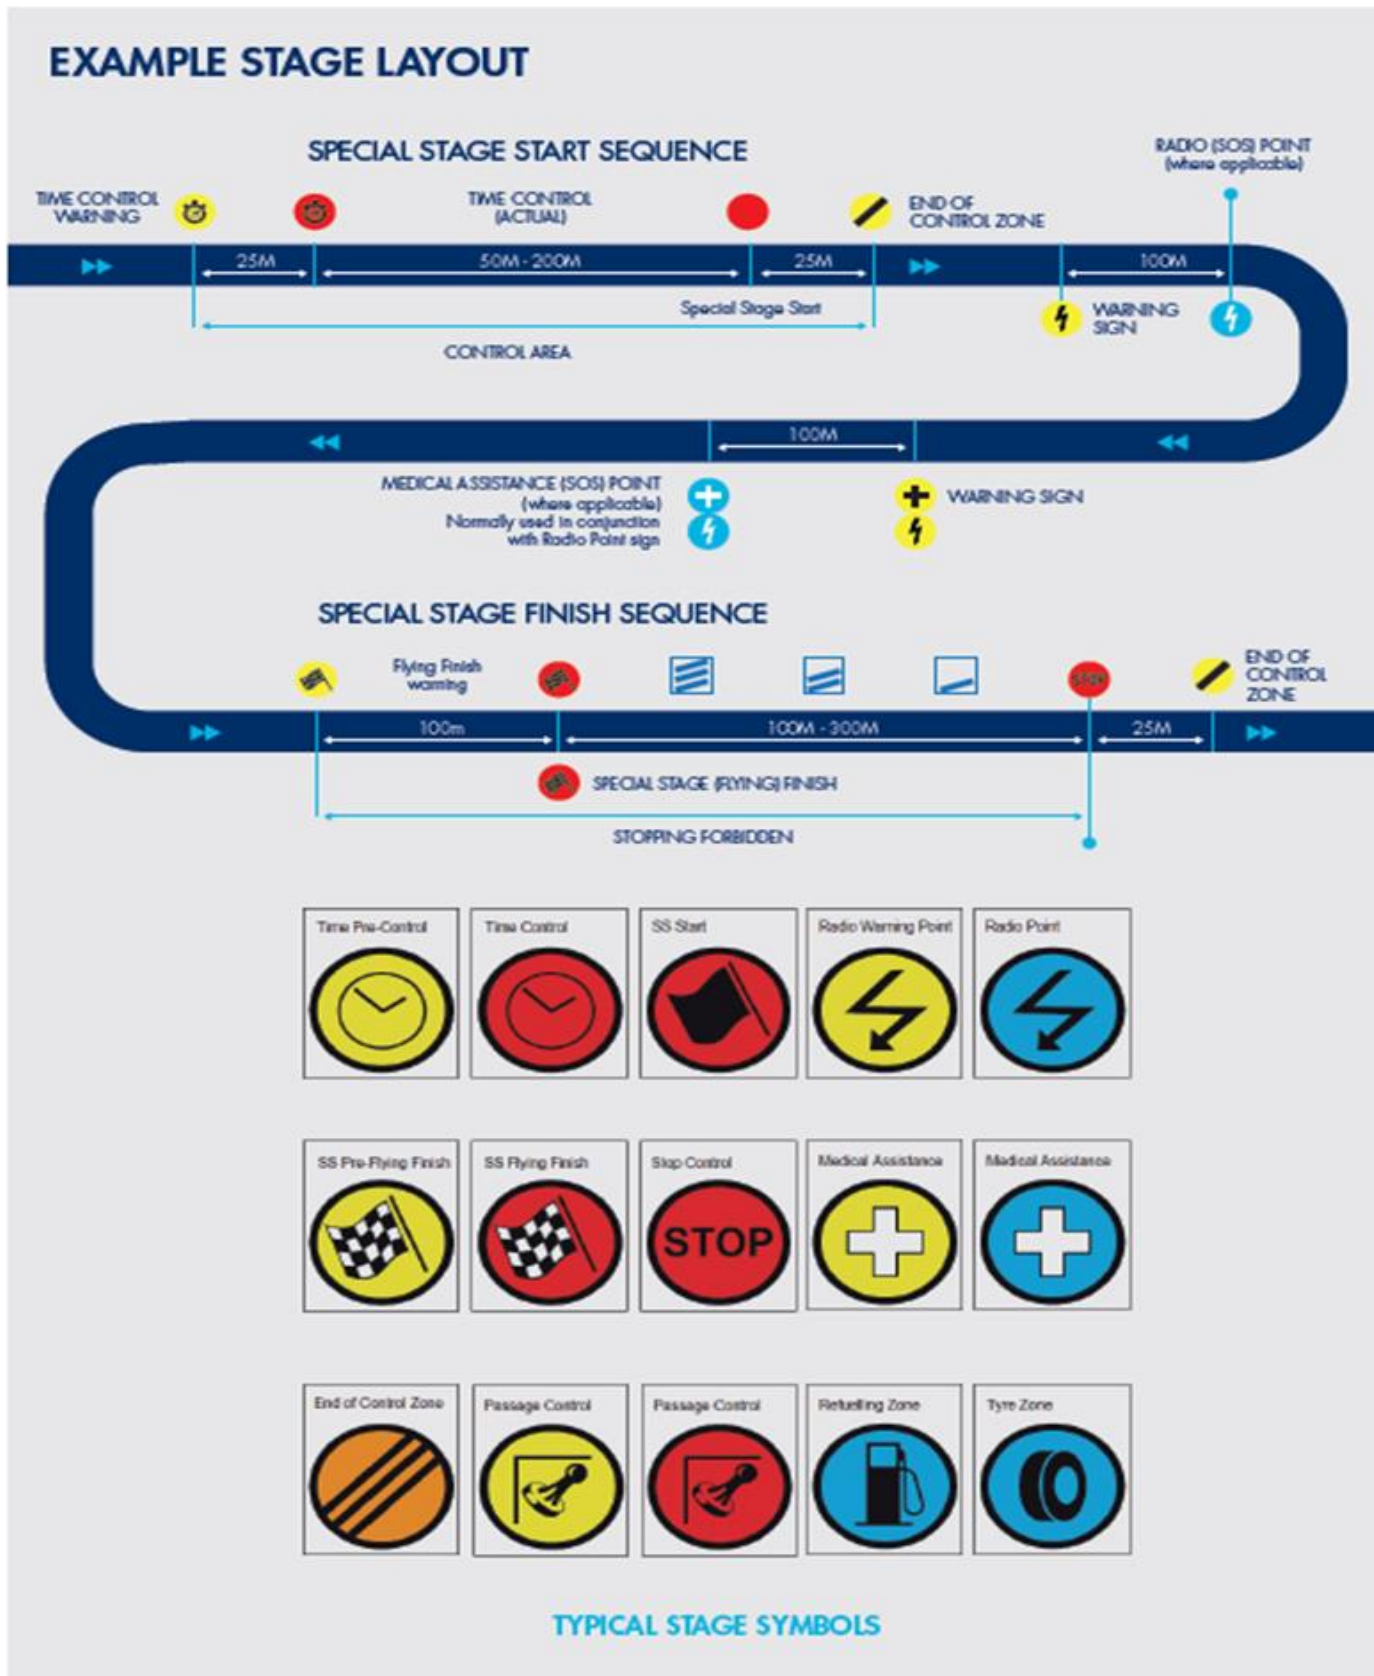 EXAMPLE STAGE LAYOUT
SPECIAL STAGE START SEQUENCE
RADIO (SOS) POINT
(where applicable)
TIME CONTROL
WARNING
TIME CONTROL
(ACTUAL)
END OF
CONTROL ZONE
25M
50M - 200M
25M
100M
Special Stage Start
WARNING
SIGN
CONTROL AREA
100M
MEDICAL ASSISTANCE (SOS) POINT
(where applicable)
Normally used in conjunction
with Radio Point sign
WARNING SIGN
SPECIAL STAGE FINISH SEQUENCE
Flying Finish
warning
STOP
END OF
CONTROL
ZONE
100m
100M - 300M
25M
SPECIAL STAGE (FLYING) FINISH
STOPPING FORBIDDEN
Time Pre-Control
Time Control
SS Start
Radio Warning Point
Radio Point
SS Pre-Flying Finish
SS Flying Finish
Stop Control
Medical Assistance
Medical Assistance
STOP
End of Control Zone
Passage Control
Passage Control
Refuelling Zone
Tyre Zone
TYPICAL STAGE SYMBOLS